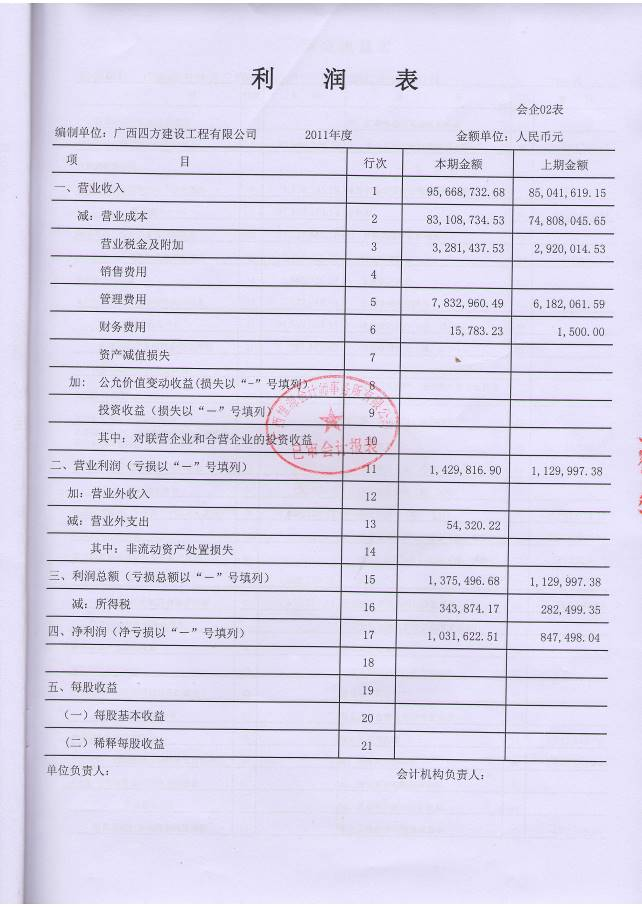 利 润 表
会企02表
编制单位：广西四方建设工程有限公司 2011年度 金额单位：人民币元
项 目 行次 本期金额 上期金额
一、营业收入 1 95,668,732.68 85,041,619.15
减：营业成本 2 83,108,734.53 74,808,045.65
营业税金及附加 3 3,281,437.53 2,920,014.53
销售费用 4
管理费用 5 7,832,960.49 6,182,061.59
财务费用 6 15,783.23 1,500.00
资产减值损失 7
加： 公允价值变动收益(损失以“-”号填列） 8
投资收益（损失以“－”号填列） 9
其中：对联营企业和合营企业的投资收益 10
二、营业利润（亏损以“－”号填列） 11 1,429,816.90 1,129,997.38
加：营业外收入 12
减：营业外支出 13 54,320.22
其中：非流动资产处置损失 14
三、利润总额（亏损总额以“－”号填列） 15 1,375,496.68 1,129,997.38
减：所得税 16 343,874.17 282,499.35
四、净利润（净亏损以“－”号填列） 17 1,031,622.51 847,498.04
18
五、每股收益 19
（一）每股基本收益 20
（二）稀释每股收益 21
单位负责人： 会计机构负责人：
已审会计报表